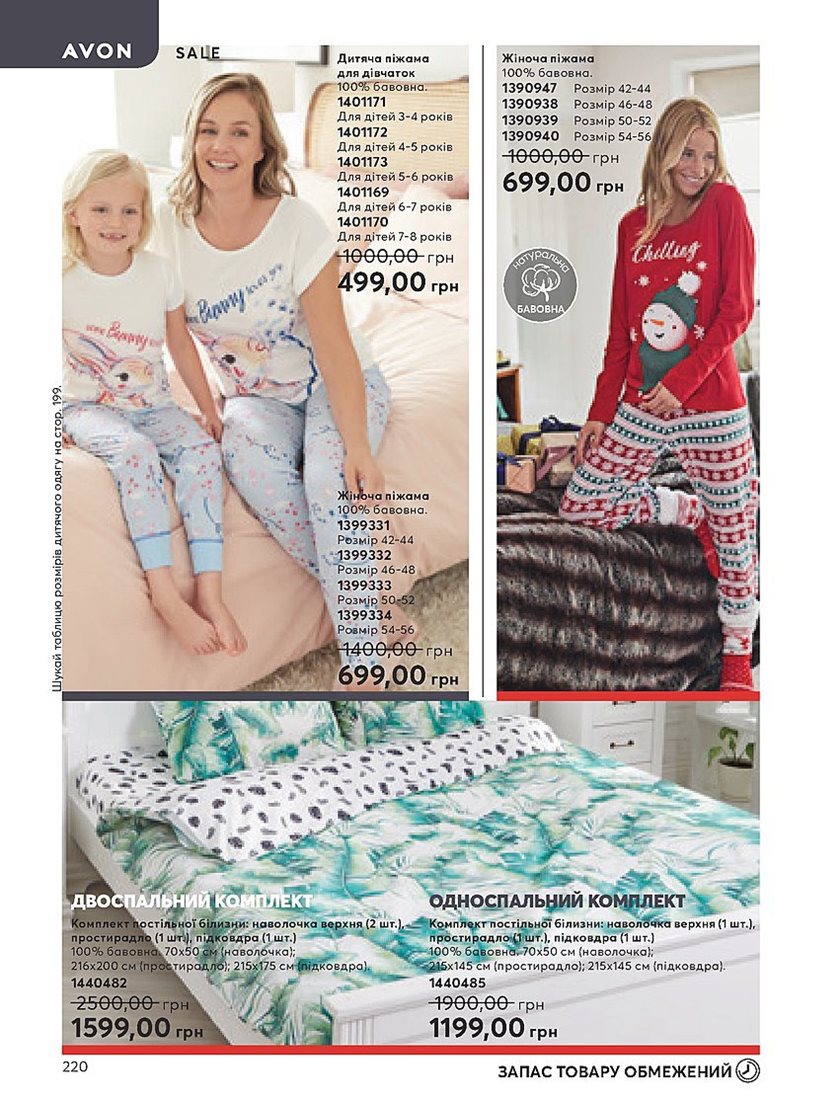 AVON
SALE
Дитяча піжама
для дівчаток
100% бавовна.
1401171
Для дітей 3-4 років
1401172
Для дітей 4-5 років
1401173
Для дітей 5-6 років
1401169
Для дітей 6-7 років
1401170
Для дітей 7-8 років
1000,00 грн
499,00 грн
Жіноча піжама
100% бавовна.
1399331
Розмір 42-44
1399332
Розмір 46-48
1399333
Розмір 50-52
1399334
Розмір 54-56
1400,00 грн
699,00 грн
Шукай таблицю розмірів дитячого одягу на стор. 199.
Bunny loves you
Bunny
Жіноча піжама
100% бавовна.
1390947 Розмір 42-44
1390938 Розмір 46-48
1390939 Розмір 50-52
1390940 Розмір 54-56
1000,00 грн
699,00 грн
натуральна
БАВОВНА
Chilling
ДВОСПАЛЬНИЙ КОМПЛЕКТ
Комплект постільної білизни: наволочка верхня (2 шт.),
простирадло (1 шт.), підковдра (1 шт.)
100% бавовна. 70х50 см (наволочка);
216х200 см (простирадло); 215х175 см (підковдра).
1440482
2500,00 грн
1599,00 грн
ОДНОСПАЛЬНИЙ КОМПЛЕКТ
Комплект постільної білизни: наволочка верхня (1 шт.),
простирадло (1 шт.), підковдра (1 шт.)
100% бавовна. 70х50 см (наволочка);
215х145 см (простирадло); 215х145 см (підковдра).
1440485
1900,00 грн
1199,00 грн
220
ЗАПАС ТОВАРУ ОБМЕЖЕНИЙ